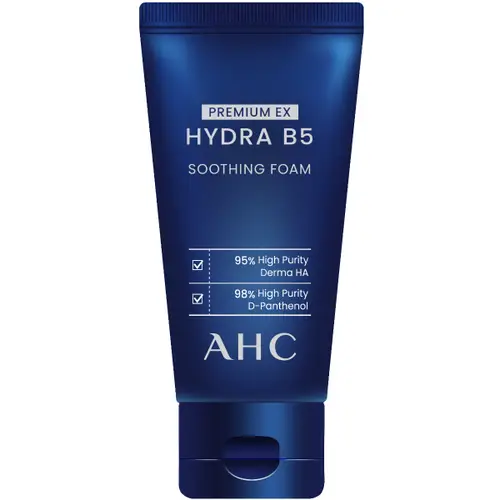 PREMIUM EX
HYDRA B5
SOOTHING FOAM
95% High Purity
Derma HA
98% High Purity
D-Panthenol
AHC